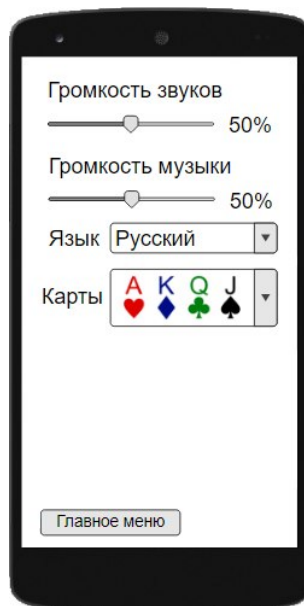 Громкость звуков
50%
Громкость музыки
50%
Язык Русский
Карты A K Q J
Главное меню